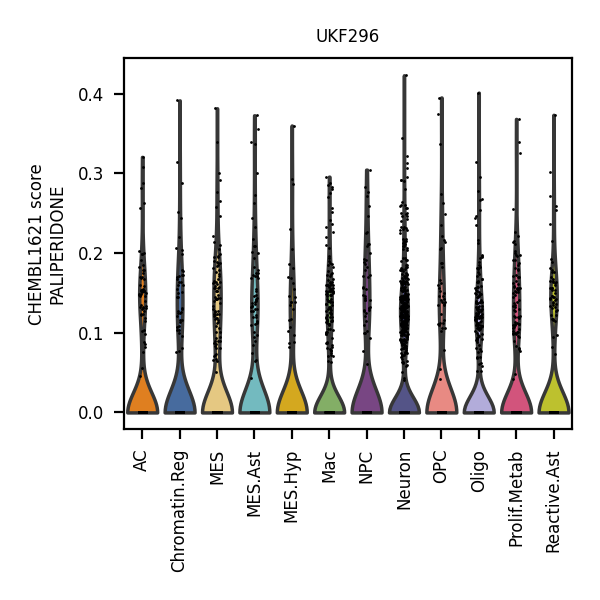 UKF296
CHEMBL1621 score
PALIPERIDONE
0.4
0.3
0.2
0.1
0.0
AC
Chromatin.Reg
MES
MES.Ast
MES.Hyp
Mac
NPC
Neuron
OPC
Oligo
Prolif.Metab
Reactive.Ast